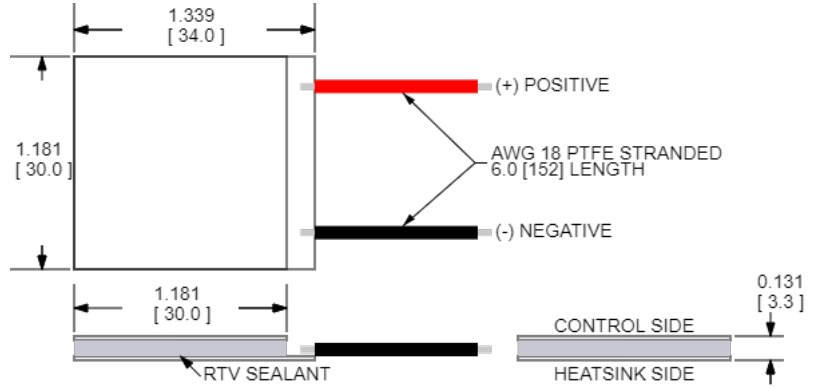 1.339
[ 34.0 ]
(+) POSITIVE
1.181
[ 30.0 ]
AWG 18 PTFE STRANDED
6.0 [152] LENGTH
(-) NEGATIVE
1.181
[ 30.0 ]
0.131
[ 3.3 ]
CONTROL SIDE
RTV SEALANT
HEATSINK SIDE